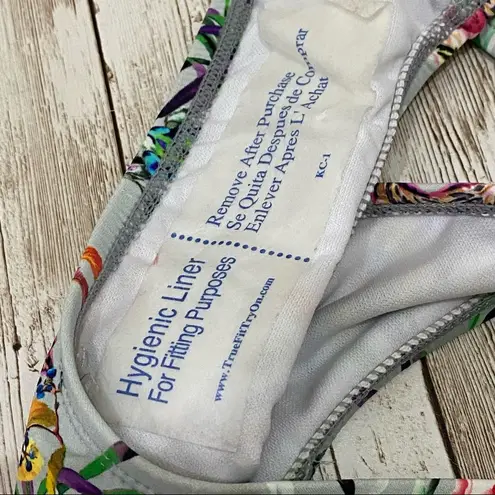 Remove After Purchase
Se Quita Despues de Comprar
Enlever Apres L'Achat
KC-1
Hygienic Liner
For Fitting Purposes
www.TrueFitTryOn.com